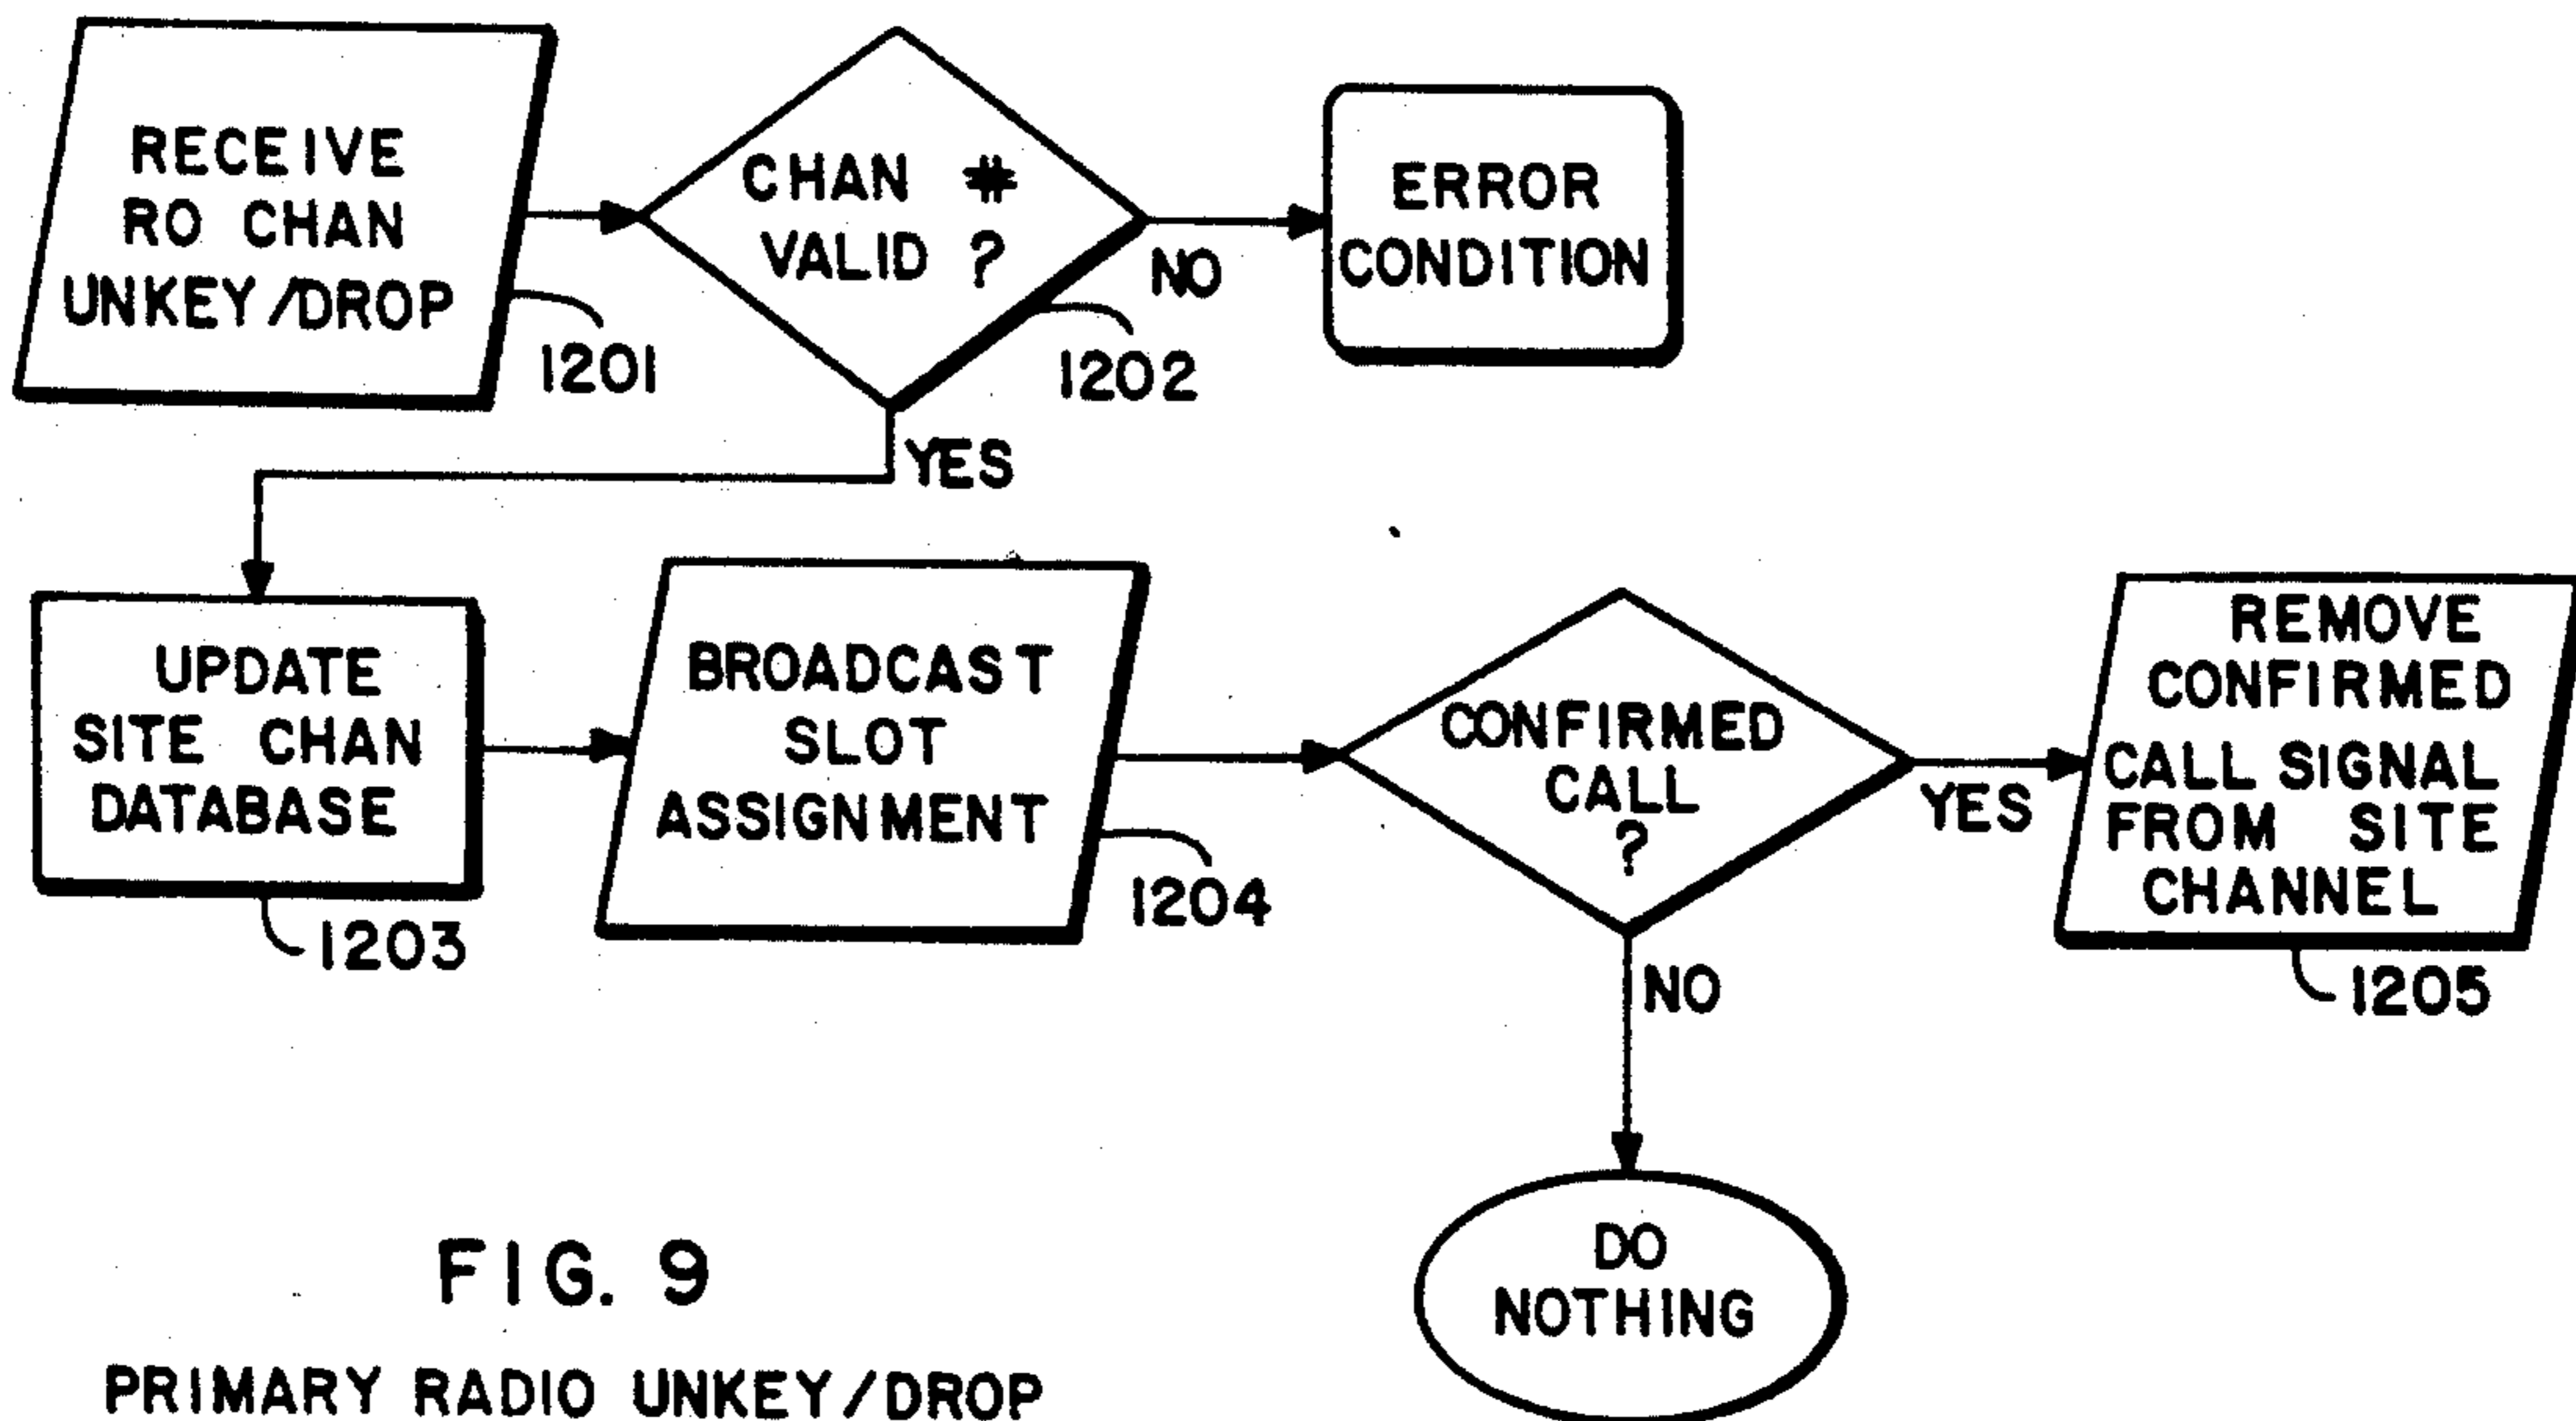 RECEIVE
RO CHAN
UNKEY/DROP
1201
CHAN #
VALID ?
1202
NO
ERROR
CONDITION
YES
UPDATE
SITE CHAN
DATABASE
1203
BROADCAST
SLOT
ASSIGNMENT
1204
CONFIRMED
CALL
?
YES
REMOVE
CONFIRMED
CALL SIGNAL
FROM SITE
CHANNEL
1205
NO
DO
NOTHING
FIG. 9
PRIMARY RADIO UNKEY/DROP